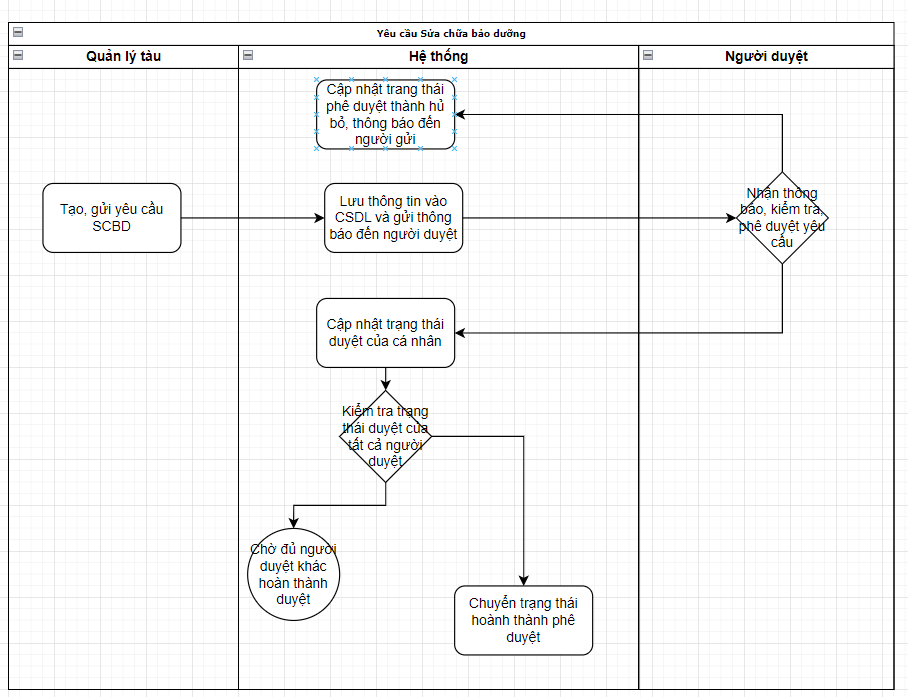 Yêu cầu Sửa chữa bảo dưỡng
Quản lý tàu
Hệ thống
Người duyệt
Cập nhật trang thái
phê duyệt thành hủ
bỏ, thông báo đến
người gửi
Tạo, gửi yêu cầu
SCBD
Lưu thông tin vào
CSDL và gửi thông
báo đến người duyệt
Nhận thông
báo, kiểm tra,
phê duyệt yêu
cầu
Cập nhật trạng thái
duyệt của cá nhân
Kiểm tra trạng
thái duyệt của
tất cả người
duyệt
Chờ đủ người
duyệt khác
hoàn thành
duyệt
Chuyển trạng thái
hoành thành phê
duyệt